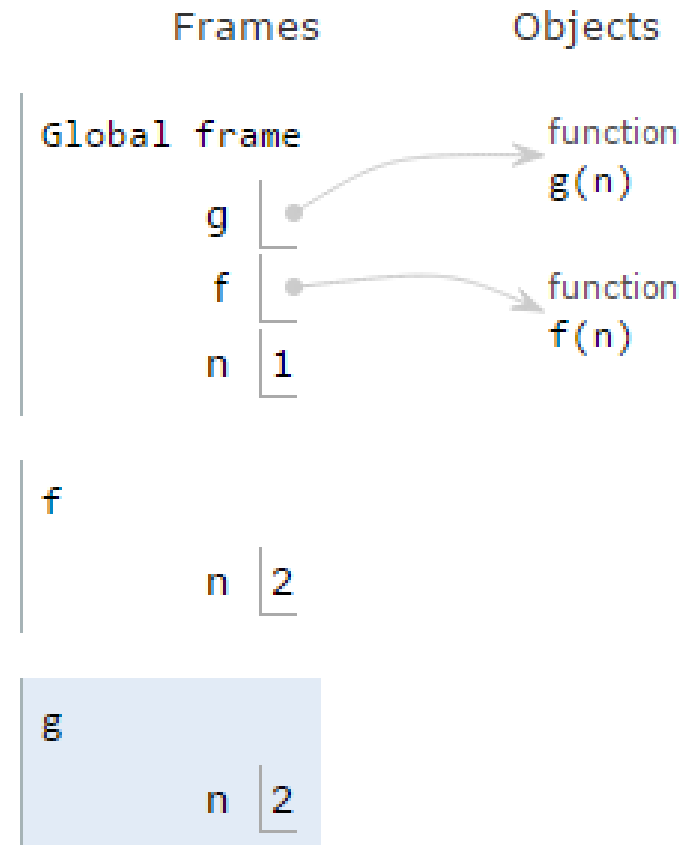 Frames Objects
Global frame
function
g(n)
g
f
function
f(n)
n 1
f
n 2
g
n 2